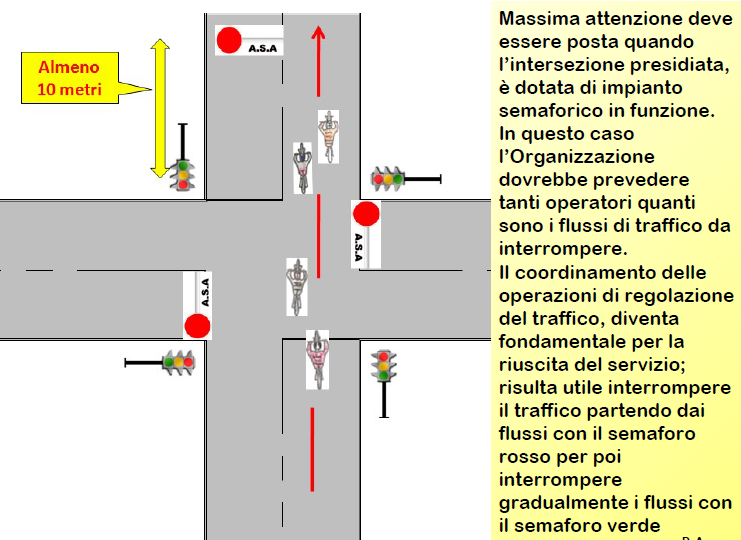 A.S.A
Almeno
10 metri
A.S.A
A.S.A
Massima attenzione deve
essere posta quando
l'intersezione presidiata,
è dotata di impianto
semaforico in funzione.
In questo caso
l'Organizzazione
dovrebbe prevedere
tanti operatori quanti
sono i flussi di traffico da
interrompere.
Il coordinamento delle
operazioni di regolazione
del traffico, diventa
fondamentale per la
riuscita del servizio;
risulta utile interrompere
il traffico partendo dai
flussi con il semaforo
rosso per poi
interrompere
gradualmente i flussi con
il semaforo verde